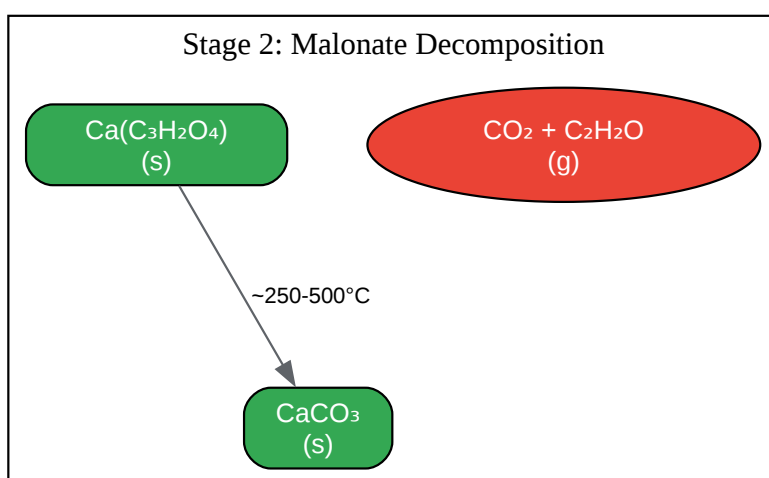 Stage 2: Malonate Decomposition
Ca(C₃H₂O₄)
(s)
CO₂ + C₂H₂O
(g)
~250-500°C
CaCO₃
(s)